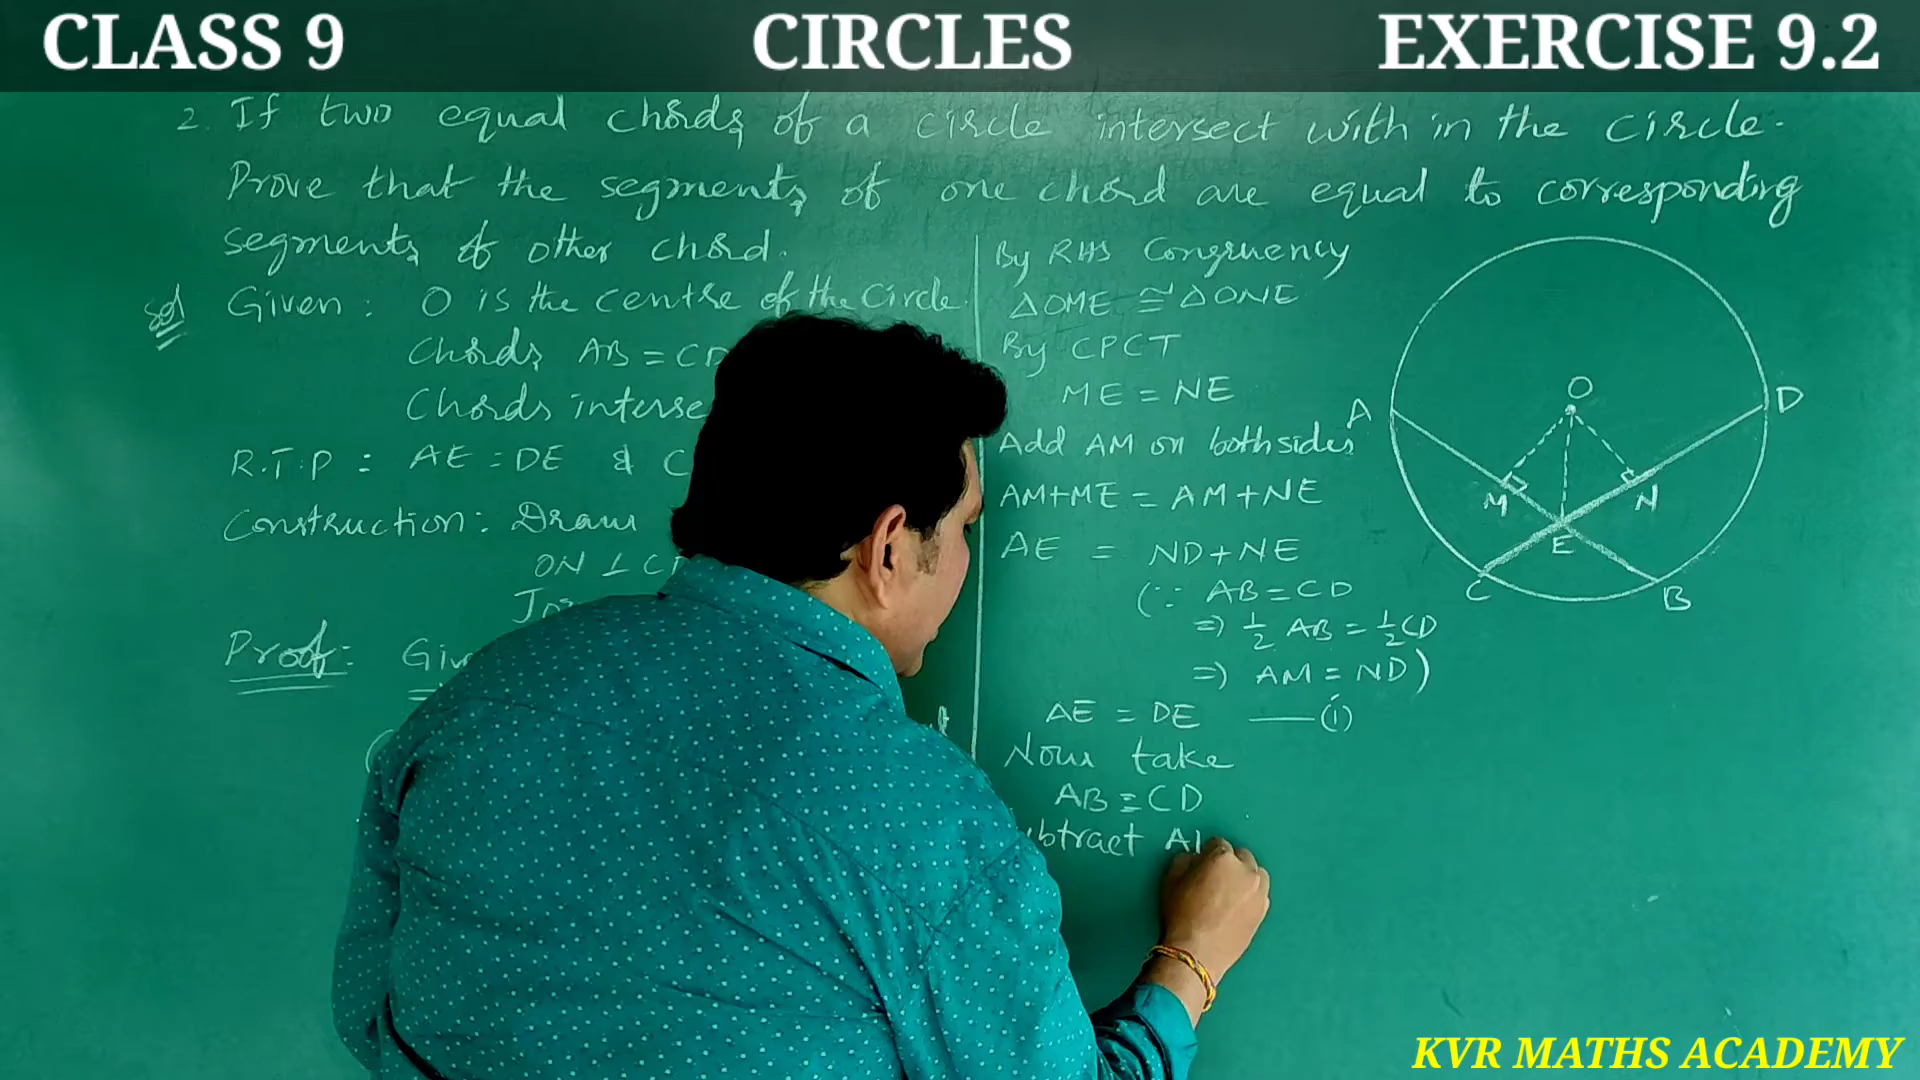 CLASS 9 CIRCLES EXERCISE 9.2
2. If two equal chords of a circle intersect with in the circle.
Prove that the segments of one chord are equal to corresponding
segments of other chord.
Sol Given : O is the centre of the Circle.
Chords AB = CD
Chords
R.T.P : AE = DE & C
Construction : Draw
ON ⊥ C
Proof :
By RHS Congruency
△OME ≅ △ONE
By CPCT
ME = NE
Add AM on both sides
AM+ME = AM+NE
AE = ND+NE
(∵ AB = CD
⇒ 1/2 AB = 1/2 CD
⇒ AM = ND)
AE = DE —— (1)
Now take
AB = CD
A
O
D
M
N
E
C
B
KVR MATHS ACADEMY